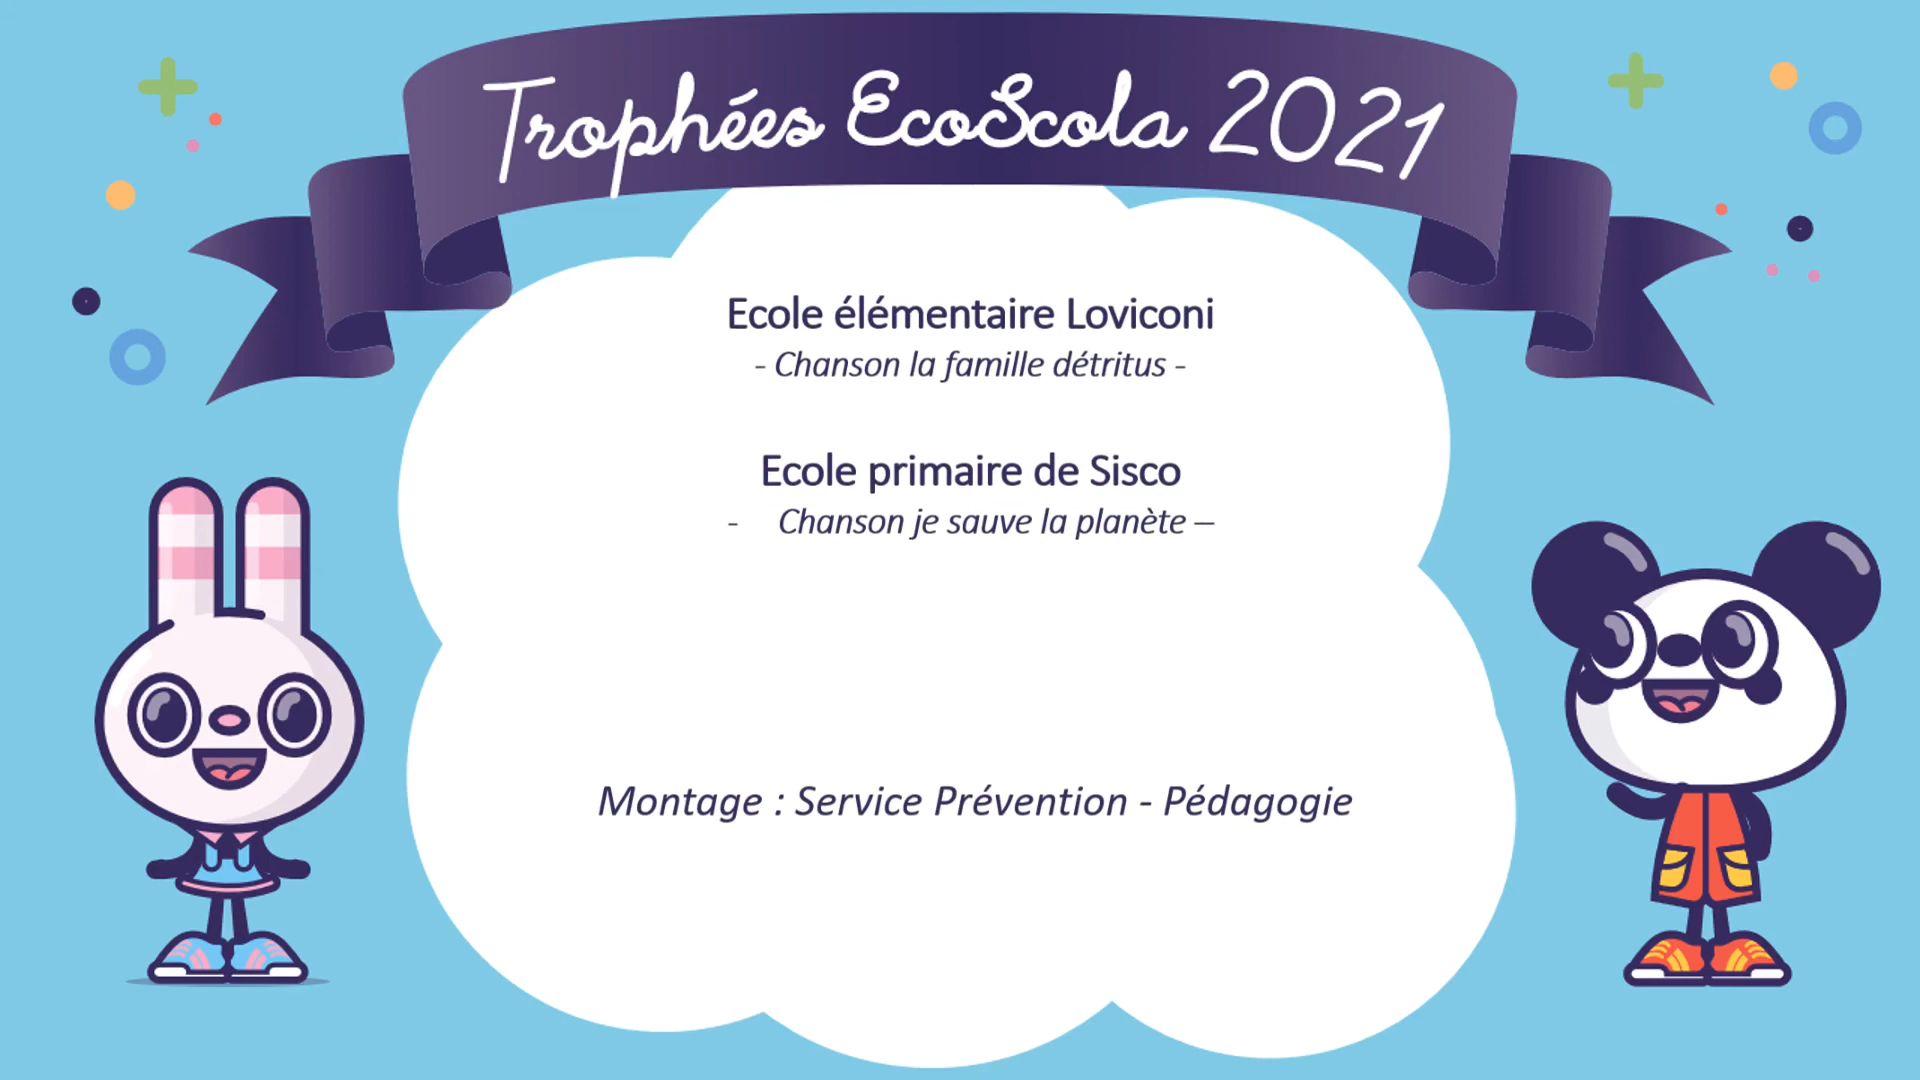 Trophées EcoScola 2021
Ecole élémentaire Loviconi
- Chanson la famille détritus -
Ecole primaire de Sisco
- Chanson je sauve la planète –
Montage : Service Prévention - Pédagogie